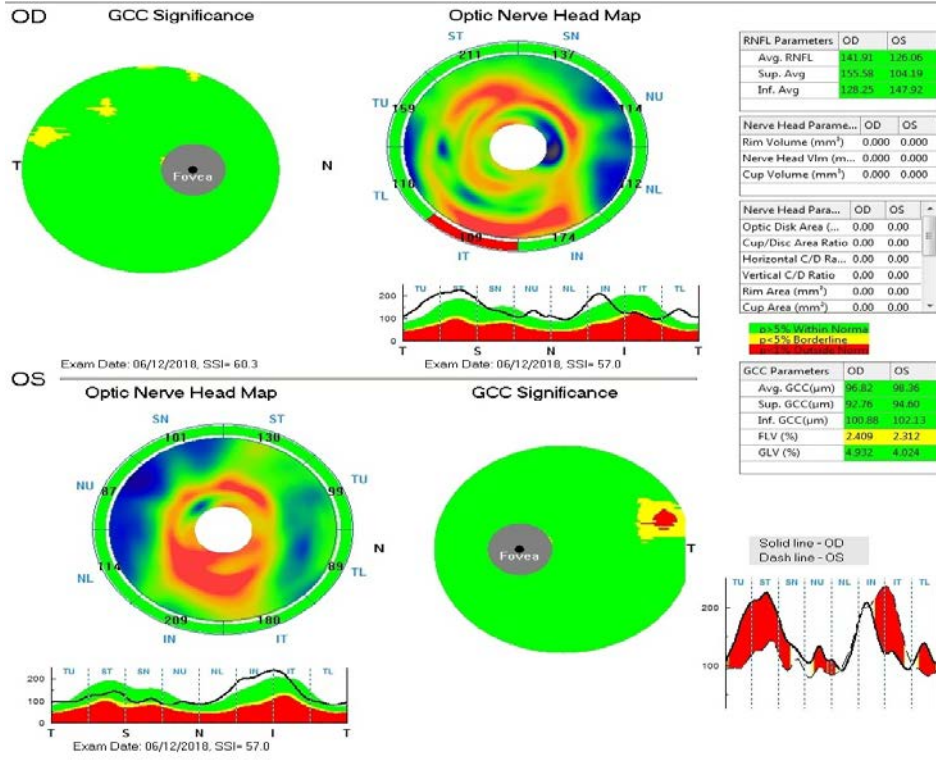 OD
GCC Significance
Optic Nerve Head Map
T
N
Fovea
ST
SN
TU
NU
TL
NL
IT
IN
211
137
159
114
110
112
109
174
TU ST SN NU NL IN IT TL
200
100
0
T S N I T
Exam Date: 06/12/2018, SSI= 60.3
Exam Date: 06/12/2018, SSI= 57.0
RNFL Parameters OD OS
Avg. RNFL 141.91 126.06
Sup. Avg 155.58 104.19
Inf. Avg 128.25 147.92
Nerve Head Parame... OD OS
Rim Volume (mm³) 0.000 0.000
Nerve Head Vlm (m... 0.000 0.000
Cup Volume (mm³) 0.000 0.000
Nerve Head Para... OD OS
Optic Disk Area (... 0.00 0.00
Cup/Disc Area Ratio 0.00 0.00
Horizontal C/D Ra... 0.00 0.00
Vertical C/D Ratio 0.00 0.00
Rim Area (mm²) 0.00 0.00
Cup Area (mm²) 0.00 0.00
p>5% Within Norma
p<5% Borderline
GCC Parameters OD OS
Avg. GCC(µm) 96.82 98.36
Sup. GCC(µm) 92.76 94.60
Inf. GCC(µm) 100.88 102.13
FLV (%) 2.409 2.312
GLV (%) 4.932 4.024
OS
Optic Nerve Head Map
GCC Significance
SN
ST
NU
TU
NL
TL
IN
IT
101
130
87
99
114
89
209
180
N
T
Fovea
TU ST SN NU NL IN IT TL
200
100
0
T S N I T
Exam Date: 06/12/2018, SSI= 57.0
Solid line - OD
Dash line - OS
TU ST SN NU NL IN IT TL
200
100